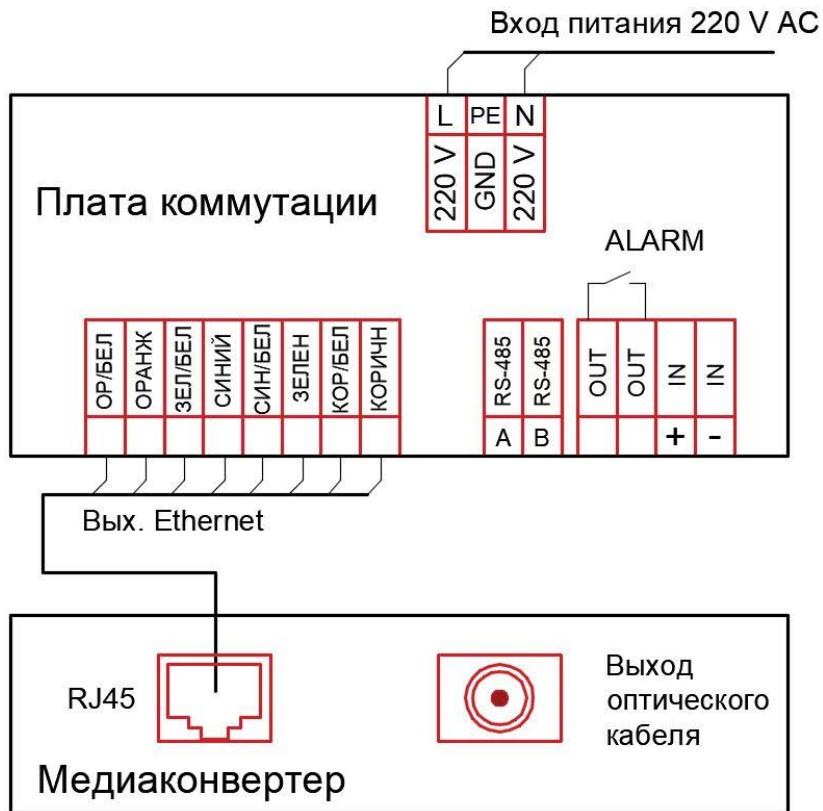 Вход питания 220 V AC
L PE N
220 V GND 220 V
Плата коммутации
ALARM
ОР/БЕЛ ОРАНЖ ЗЕЛ/БЕЛ СИНИЙ СИН/БЕЛ ЗЕЛЕН КОР/БЕЛ КОРИЧН
RS-485 RS-485 OUT OUT IN IN
A B + -
Вых. Ethernet
RJ45
Выход
оптического
кабеля
Медиаконвертер